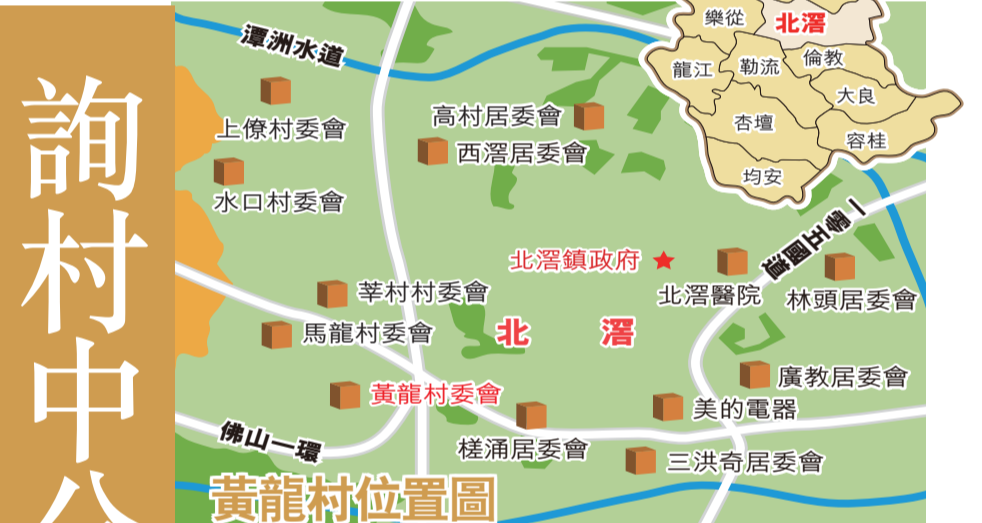 詢村中公
潭洲水道
樂從
北滘
龍江
勒流
倫教
大良
杏壇
容桂
均安
上僚村委會
高村居委會
西滘居委會
水口村委會
一零五國道
北滘鎮政府
北滘醫院
林頭居委會
莘村村委會
馬龍村委會
北滘
黃龍村委會
廣教居委會
美的電器
佛山一環
槎涌居委會
三洪奇居委會
黃龍村位置圖